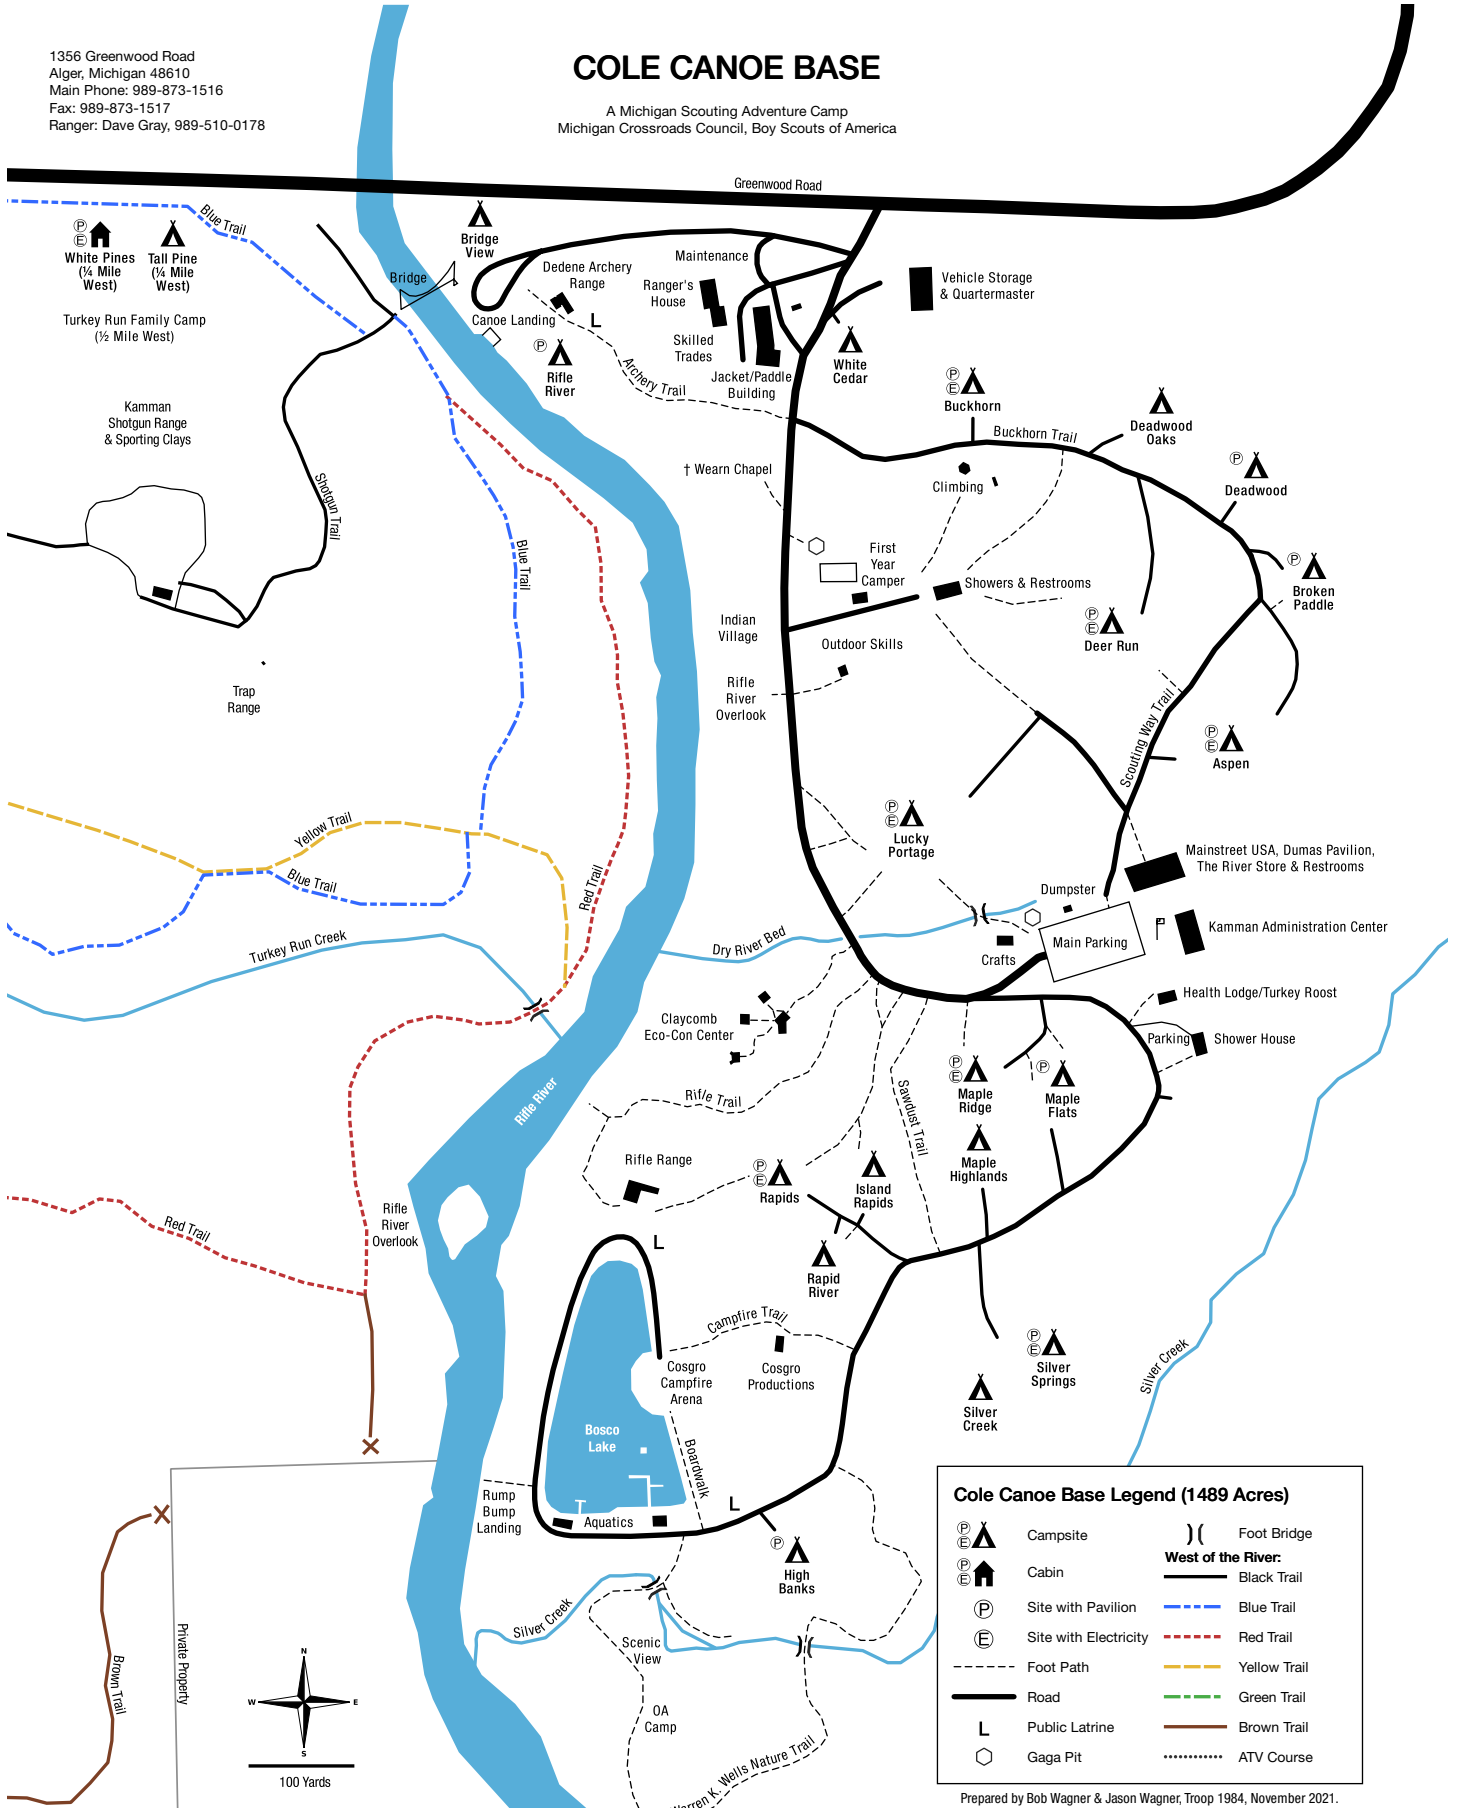 1356 Greenwood Road
Alger, Michigan 48610
Main Phone: 989-873-1516
Fax: 989-873-1517
Ranger: Dave Gray, 989-510-0178
COLE CANOE BASE
A Michigan Scouting Adventure Camp
Michigan Crossroads Council, Boy Scouts of America
Greenwood Road
Blue Trail
P
E
White Pines
(¼ Mile
West)
Tall Pine
(¼ Mile
West)
Turkey Run Family Camp
(½ Mile West)
Bridge
Bridge
View
Dedene Archery
Range
L
Canoe Landing
P
Rifle
River
Archery Trail
Maintenance
Ranger's
House
Skilled
Trades
Jacket/Paddle
Building
Vehicle Storage
& Quartermaster
White
Cedar
Kamman
Shotgun Range
& Sporting Clays
Shotgun Trail
Trap
Range
Blue Trail
P
E
Buckhorn
Buckhorn Trail
Deadwood
Oaks
P
Deadwood
P
Broken
Paddle
† Wearn Chapel
Climbing
First
Year
Camper
Showers & Restrooms
P
E
Deer Run
Indian
Village
Outdoor Skills
Rifle
River
Overlook
Scouting Way Trail
P
E
Aspen
P
E
Lucky
Portage
Mainstreet USA, Dumas Pavilion,
The River Store & Restrooms
Dumpster
Kamman Administration Center
Main Parking
Crafts
Yellow Trail
Blue Trail
Red Trail
Turkey Run Creek
Dry River Bed
Health Lodge/Turkey Roost
Parking
Shower House
Claycomb
Eco-Con Center
Rifle River
Rifle Trail
Sawdust Trail
P
E
Maple
Ridge
P
Maple
Flats
Maple
Highlands
Rifle Range
P
E
Rapids
Island
Rapids
Rapid
River
L
Red Trail
Rifle
River
Overlook
Campfire Trail
Cosgro
Campfire
Arena
Cosgro
Productions
P
E
Silver
Springs
Silver
Creek
Silver Creek
Bosco
Lake
Boardwalk
L
Rump
Bump
Landing
Aquatics
P
High
Banks
Silver Creek
Scenic
View
OA
Camp
Warren K. Wells Nature Trail
Private Property
Brown Trail
N
W
E
S
100 Yards
Cole Canoe Base Legend (1489 Acres)
P
E
Campsite
P
E
Cabin
P
Site with Pavilion
E
Site with Electricity
Foot Path
Road
L
Public Latrine
Gaga Pit
Foot Bridge
West of the River:
Black Trail
Blue Trail
Red Trail
Yellow Trail
Green Trail
Brown Trail
ATV Course
Prepared by Bob Wagner & Jason Wagner, Troop 1984, November 2021.